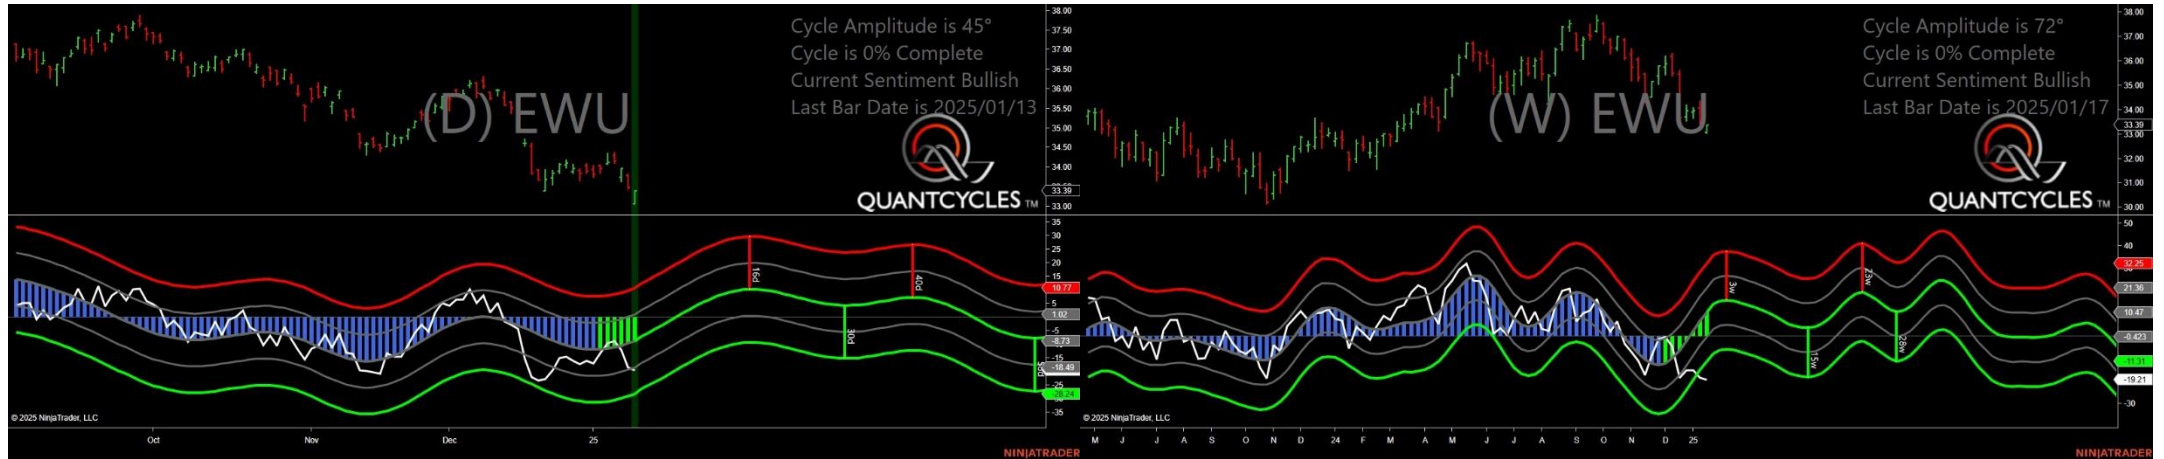 Cycle Amplitude is 45°
Cycle is 0% Complete
Current Sentiment Bullish
Last Bar Date is 2025/01/13
(D) EWU
QUANTCYCLES TM
38.00
37.50
37.00
36.50
36.00
35.50
35.00
34.50
34.00
33.39
33.00
35
30
25
20
15
10.77
5
1.02
-5
-8.73
-15
-18.49
-25
-28.24
-35
16d
30d
40d
© 2025 NinjaTrader, LLC
Oct Nov Dec 25
NINJATRADER
Cycle Amplitude is 72°
Cycle is 0% Complete
Current Sentiment Bullish
Last Bar Date is 2025/01/17
(W) EWU
QUANTCYCLES TM
38.00
37.00
36.00
35.00
34.00
33.39
33.00
32.00
31.00
30.00
50
40
32.25
21.36
10.47
-0.423
-11.31
-19.21
-30
3w
15w
23w
28w
© 2025 NinjaTrader, LLC
M J J A S O N D 24 F M A M J J A S O N D 25
NINJATRADER